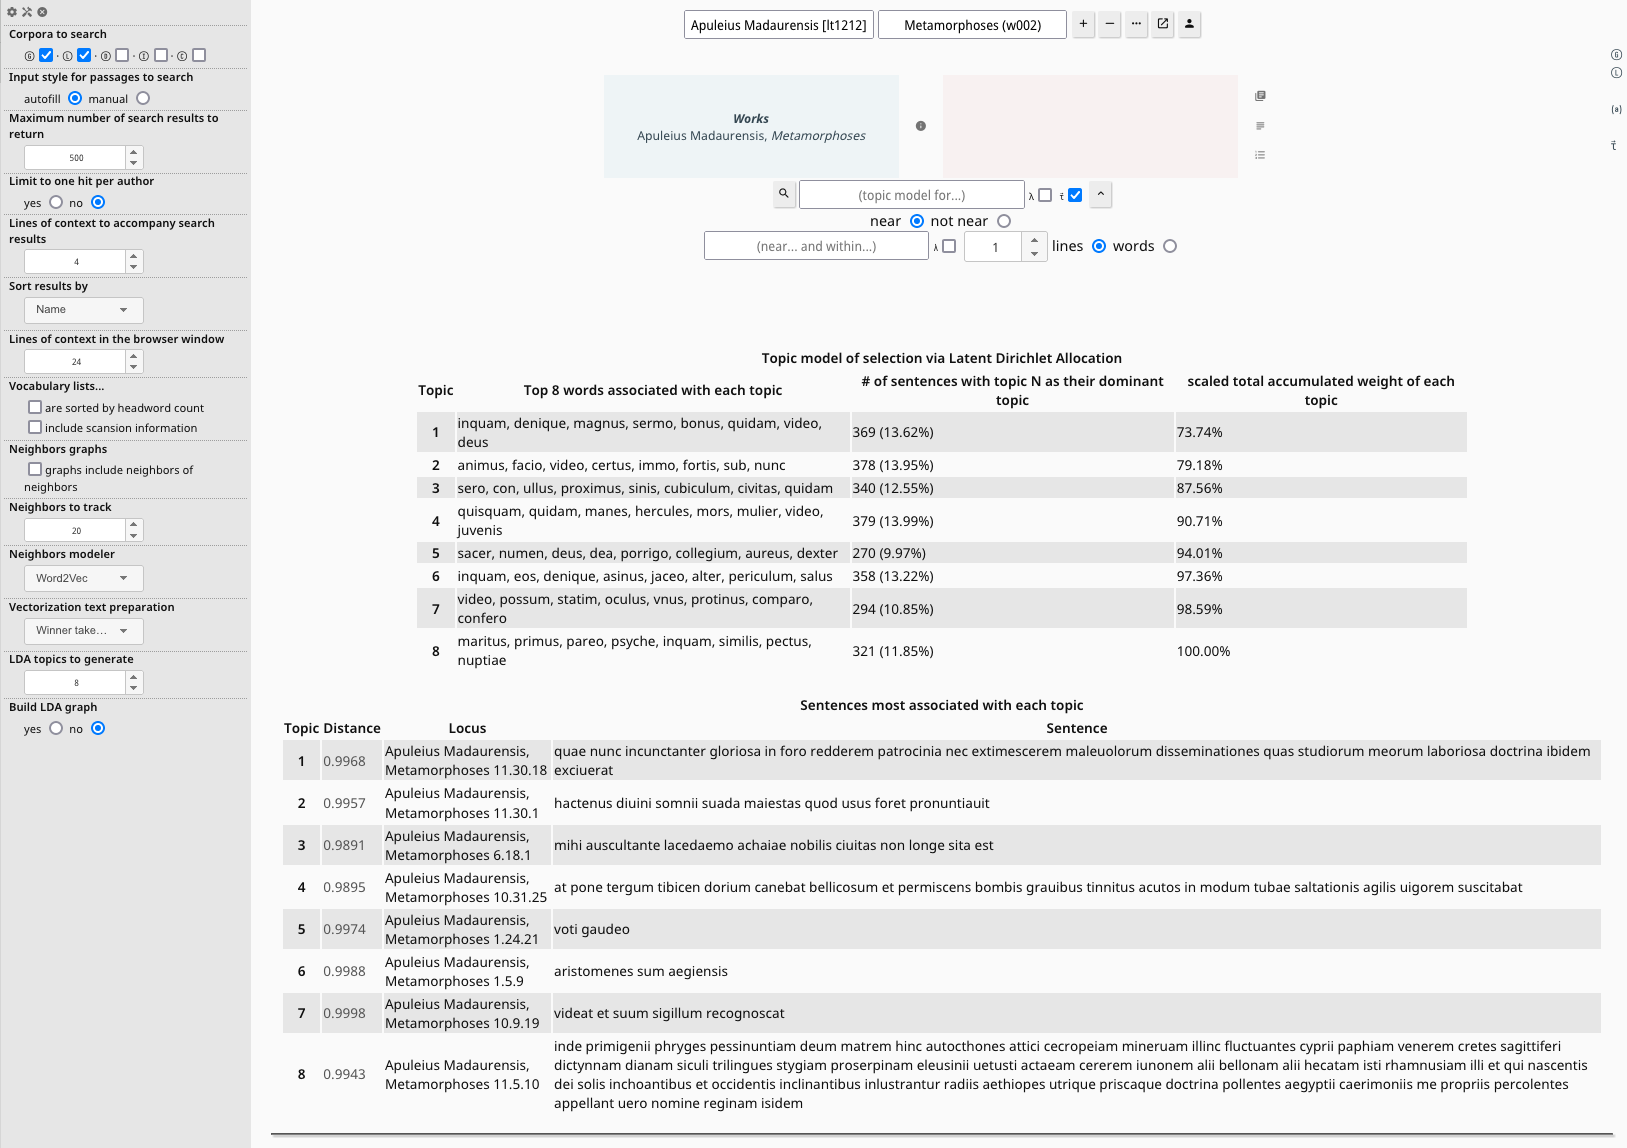 Apuleius Madaurensis [lt1212]
Metamorphoses (w002)
+
−
...
Corpora to search
G · L · D · I · C
Input style for passages to search
autofill manual
Maximum number of search results to
return
500
Limit to one hit per author
yes no
Lines of context to accompany search
results
4
Sort results by
Name
Lines of context in the browser window
24
Vocabulary lists...
are sorted by headword count
include scansion information
Neighbors graphs
graphs include neighbors of
neighbors
Neighbors to track
20
Neighbors modeler
Word2Vec
Vectorization text preparation
Winner take...
LDA topics to generate
8
Build LDA graph
yes no
Works
Apuleius Madaurensis, Metamorphoses
(topic model for...) λ
near not near
(near... and within...) λ 1 lines words
G
L
(a)
Topic model of selection via Latent Dirichlet Allocation
Topic Top 8 words associated with each topic # of sentences with topic N as their dominant
topic scaled total accumulated weight of each
topic
1 inquam, denique, magnus, sermo, bonus, quidam, video,
deus 369 (13.62%) 73.74%
2 animus, facio, video, certus, immo, fortis, sub, nunc 378 (13.95%) 79.18%
3 sero, con, ullus, proximus, sinis, cubiculum, civitas, quidam 340 (12.55%) 87.56%
4 quisquam, quidam, manes, hercules, mors, mulier, video,
juvenis 379 (13.99%) 90.71%
5 sacer, numen, deus, dea, porrigo, collegium, aureus, dexter 270 (9.97%) 94.01%
6 inquam, eos, denique, asinus, jaceo, alter, periculum, salus 358 (13.22%) 97.36%
7 video, possum, statim, oculus, vnus, protinus, comparo,
confero 294 (10.85%) 98.59%
8 maritus, primus, pareo, psyche, inquam, similis, pectus,
nuptiae 321 (11.85%) 100.00%
Sentences most associated with each topic
Topic Distance Locus Sentence
1 0.9968 Apuleius Madaurensis,
Metamorphoses 11.30.18 quae nunc incunctanter gloriosa in foro redderem patrocinia nec extimescerem maleuolorum disseminationes quas studiorum meorum laboriosa doctrina ibidem
exciuerat
2 0.9957 Apuleius Madaurensis,
Metamorphoses 11.30.1 hactenus diuini somnii suada maiestas quod usus foret pronuntiauit
3 0.9891 Apuleius Madaurensis,
Metamorphoses 6.18.1 mihi auscultante lacedaemo achaiae nobilis ciuitas non longe sita est
4 0.9895 Apuleius Madaurensis,
Metamorphoses 10.31.25 at pone tergum tibicen dorium canebat bellicosum et permiscens bombis grauibus tinnitus acutos in modum tubae saltationis agilis uigorem suscitabat
5 0.9974 Apuleius Madaurensis,
Metamorphoses 1.24.21 voti gaudeo
6 0.9988 Apuleius Madaurensis,
Metamorphoses 1.5.9 aristomenes sum aegiensis
7 0.9998 Apuleius Madaurensis,
Metamorphoses 10.9.19 videat et suum sigillum recognoscat
8 0.9943 Apuleius Madaurensis,
Metamorphoses 11.5.10 inde primigenii phryges pessinuntiam deum matrem hinc autocthones attici cecropeiam mineruam illinc fluctuantes cyprii paphiam venerem cretes sagittiferi
dictynnam dianam siculi trilingues stygiam proserpinam eleusinii uetusti actaeam cererem iunonem alii bellonam alii hecatam isti rhamnusiam illi et qui nascentis
dei solis inchoantibus et occidentis inclinantibus inlustrantur radiis aethiopes utrique priscaque doctrina pollentes aegyptii caerimoniis me propriis percolentes
appellant uero nomine reginam isidem